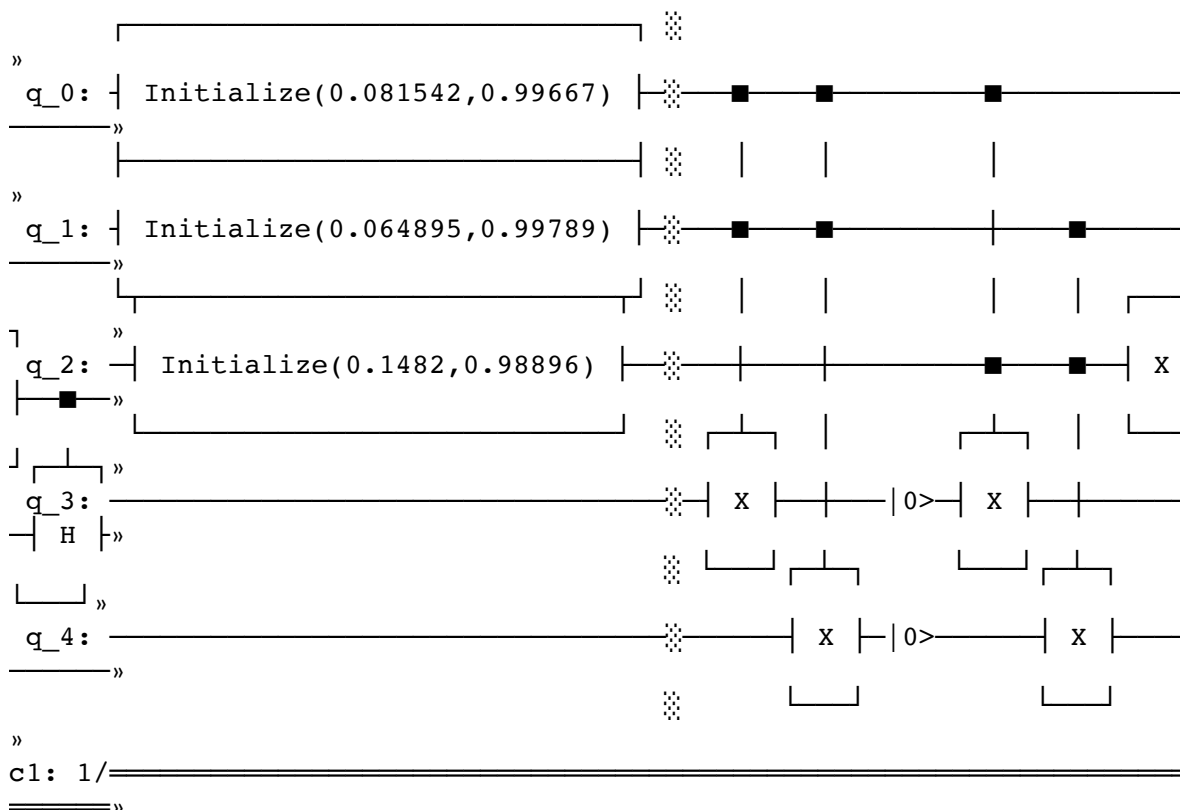 »
q_0: ┤ Initialize(0.081542,0.99667) ├─░──■──■────■──
»
»
q_1: ┤ Initialize(0.064895,0.99789) ├─░──■──■────┼──■──
»
»
q_2: ┤ Initialize(0.1482,0.98896) ├──░──┼──┼────■──■──┤ X
├──■──»
»
q_3: ─░─┤ X ├──┼──|0>─┤ X ├──┼──
─┤ H ├»
»
q_4: ─░────┤ X ├─|0>────┤ X ├──
»
»
c1: 1/═
»